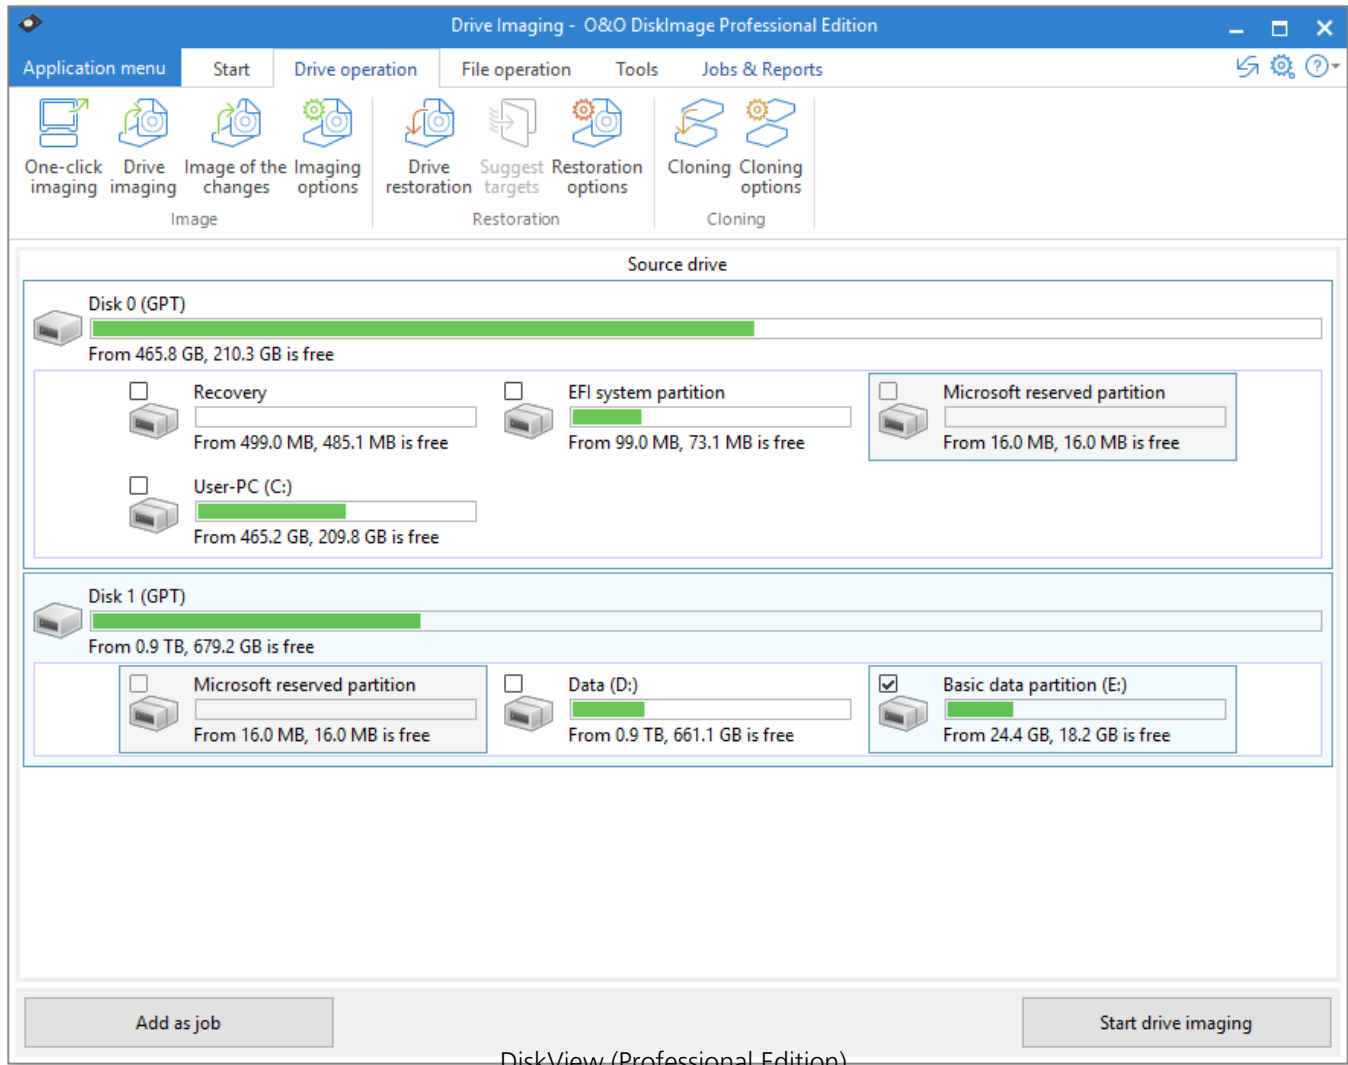 Drive Imaging - O&O DiskImage Professional Edition
Application menu Start Drive operation File operation Tools Jobs & Reports
One-click imaging
Drive imaging
Image of the changes
Imaging options
Drive restoration
Suggest targets
Restoration options
Cloning
Cloning options
Image Restoration Cloning
Source drive
Disk 0 (GPT)
From 465.8 GB, 210.3 GB is free
Recovery
From 499.0 MB, 485.1 MB is free
EFI system partition
From 99.0 MB, 73.1 MB is free
Microsoft reserved partition
From 16.0 MB, 16.0 MB is free
User-PC (C:)
From 465.2 GB, 209.8 GB is free
Disk 1 (GPT)
From 0.9 TB, 679.2 GB is free
Microsoft reserved partition
From 16.0 MB, 16.0 MB is free
Data (D:)
From 0.9 TB, 661.1 GB is free
Basic data partition (E:)
From 24.4 GB, 18.2 GB is free
Add as job
Start drive imaging
DiskView (Professional Edition)